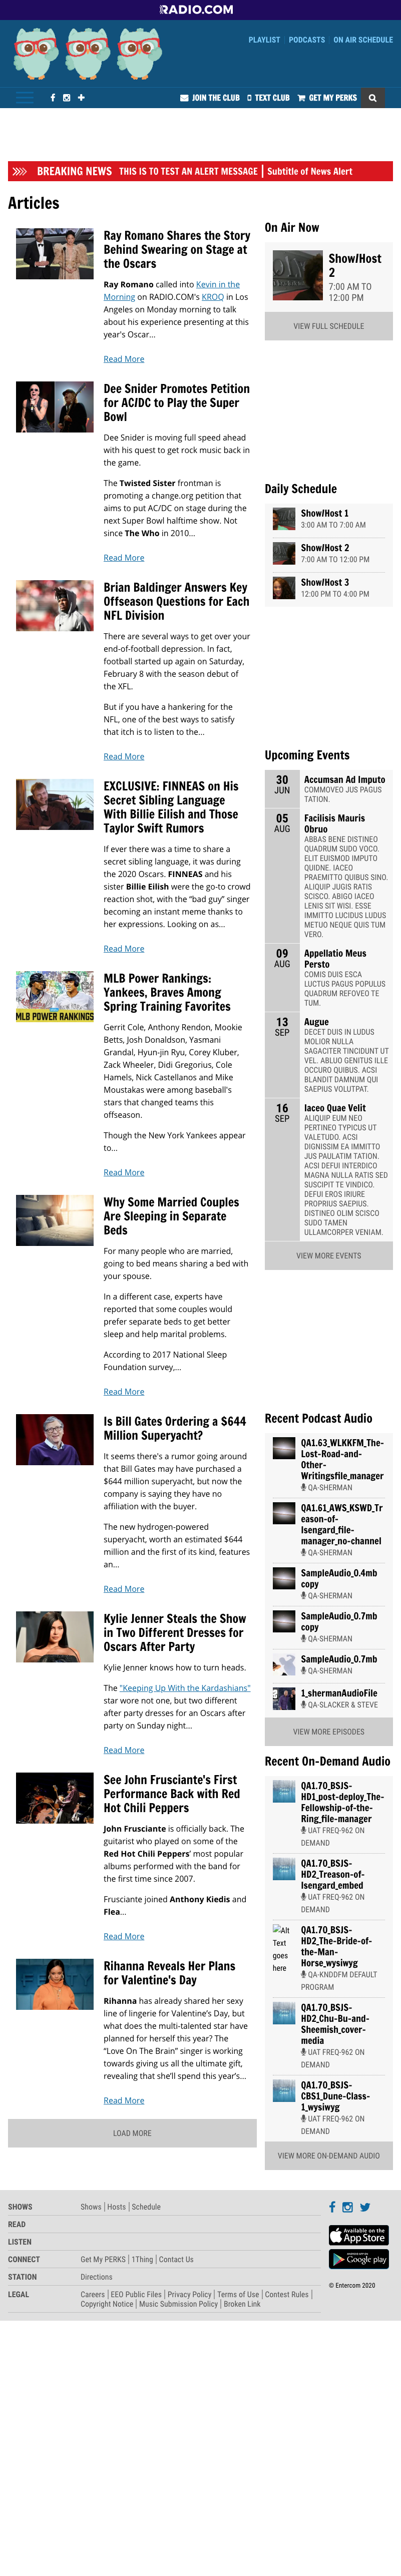 RADIO.COM
PLAYLIST
PODCASTS
ON AIR SCHEDULE
JOIN THE CLUB
TEXT CLUB
GET MY PERKS
BREAKING NEWS THIS IS TO TEST AN ALERT MESSAGE | Subtitle of News Alert
Articles
Ray Romano Shares the Story
Behind Swearing on Stage at
the Oscars
Ray Romano called into Kevin in the
Morning on RADIO.COM's KROQ in Los
Angeles on Monday morning to talk
about his experience presenting at this
year's Oscar...
Read More
Dee Snider Promotes Petition
for AC/DC to Play the Super
Bowl
Dee Snider is moving full speed ahead
with his quest to get rock music back in
the game.
The Twisted Sister frontman is
promoting a change.org petition that
aims to put AC/DC on stage during the
next Super Bowl halftime show. Not
since The Who in 2010...
Read More
Brian Baldinger Answers Key
Offseason Questions for Each
NFL Division
There are several ways to get over your
end-of-football depression. In fact,
football started up again on Saturday,
February 8 with the season debut of
the XFL.
But if you have a hankering for the
NFL, one of the best ways to satisfy
that itch is to listen to the...
Read More
EXCLUSIVE: FINNEAS on His
Secret Sibling Language
With Billie Eilish and Those
Taylor Swift Rumors
If ever there was a time to share a
secret sibling language, it was during
the 2020 Oscars. FINNEAS and his
sister Billie Eilish were the go-to crowd
reaction shot, with the “bad guy” singer
becoming an instant meme thanks to
her expressions. Looking as...
Read More
MLB POWER RANKINGS
MLB Power Rankings:
Yankees, Braves Among
Spring Training Favorites
Gerrit Cole, Anthony Rendon, Mookie
Betts, Josh Donaldson, Yasmani
Grandal, Hyun-jin Ryu, Corey Kluber,
Zack Wheeler, Didi Gregorius, Cole
Hamels, Nick Castellanos and Mike
Moustakas were among baseball's
stars that changed teams this
offseason.
Though the New York Yankees appear
to...
Read More
Why Some Married Couples
Are Sleeping in Separate
Beds
For many people who are married,
going to bed means sharing a bed with
your spouse.
In a different case, experts have
reported that some couples would
prefer separate beds to get better
sleep and help marital problems.
According to 2017 National Sleep
Foundation survey,...
Read More
Is Bill Gates Ordering a $644
Million Superyacht?
It seems there's a rumor going around
that Bill Gates may have purchased a
$644 million superyacht, but now the
company is saying they have no
affiliation with the buyer.
The new hydrogen-powered
superyacht, worth an estimated $644
million and the first of its kind, features
an...
Read More
Kylie Jenner Steals the Show
in Two Different Dresses for
Oscars After Party
Kylie Jenner knows how to turn heads.
The "Keeping Up With the Kardashians"
star wore not one, but two different
after party dresses for an Oscars after
party on Sunday night...
Read More
See John Frusciante's First
Performance Back with Red
Hot Chili Peppers
John Frusciante is officially back. The
guitarist who played on some of the
Red Hot Chili Peppers’ most popular
albums performed with the band for
the first time since 2007.
Frusciante joined Anthony Kiedis and
Flea...
Read More
Rihanna Reveals Her Plans
for Valentine's Day
Rihanna has already shared her sexy
line of lingerie for Valentine’s Day, but
what does the multi-talented star have
planned for herself this year? The
“Love On The Brain” singer is working
towards giving us all the ultimate gift,
revealing that she’ll spend this year’s...
Read More
LOAD MORE
On Air Now
Show/Host
2
7:00 AM TO
12:00 PM
VIEW FULL SCHEDULE
Daily Schedule
Show/Host 1
3:00 AM TO 7:00 AM
Show/Host 2
7:00 AM TO 12:00 PM
Show/Host 3
12:00 PM TO 4:00 PM
Upcoming Events
30
JUN
Accumsan Ad Imputo
COMMOVEO JUS PAGUS
TATION.
05
AUG
Facilisis Mauris
Obruo
ABBAS BENE DISTINEO
QUADRUM SUDO VOCO.
ELIT EUISMOD IMPUTO
QUIDNE. IACEO
PRAEMITTO QUIBUS SINO.
ALIQUIP JUGIS RATIS
SCISCO. ABIGO IACEO
LENIS SIT WISI. ESSE
IMMITTO LUCIDUS LUDUS
METUO NEQUE QUIS TUM
VERO.
09
AUG
Appellatio Meus
Persto
COMIS DUIS ESCA
LUCTUS PAGUS POPULUS
QUADRUM REFOVEO TE
TUM.
13
SEP
Augue
DECET DUIS IN LUDUS
MOLIOR NULLA
SAGACITER TINCIDUNT UT
VEL. ABLUO GENITUS ILLE
OCCURO QUIBUS. ACSI
BLANDIT DAMNUM QUI
SAEPIUS VOLUTPAT.
16
SEP
Iaceo Quae Velit
ALIQUIP EUM NEO
PERTINEO TYPICUS UT
VALETUDO. ACSI
DIGNISSIM EA IMMITTO
JUS PAULATIM TATION.
ACSI DEFUI INTERDICO
MAGNA NULLA RATIS SED
SUSCIPIT TE VINDICO.
DEFUI EROS IRIURE
PROPRIUS SAEPIUS.
DISTINEO OLIM SCISCO
SUDO TAMEN
ULLAMCORPER VENIAM.
VIEW MORE EVENTS
Recent Podcast Audio
QA1.63_WLKKFM_The-
Lost-Road-and-
Other-
Writingsfile_manager
QA-SHERMAN
QA1.61_AWS_KSWD_Tr
eason-of-
Isengard_file-
manager_no-channel
QA-SHERMAN
SampleAudio_0.4mb
copy
QA-SHERMAN
SampleAudio_0.7mb
copy
QA-SHERMAN
SampleAudio_0.7mb
QA-SHERMAN
1_shermanAudioFile
QA-SLACKER & STEVE
VIEW MORE EPISODES
Recent On-Demand Audio
QA1.70_BSJS-
HD1_post-deploy_The-
Fellowship-of-the-
Ring_file-manager
UAT FREQ-962 ON
DEMAND
QA1.70_BSJS-
HD2_Treason-of-
Isengard_embed
UAT FREQ-962 ON
DEMAND
Alt
Text
goes
here
QA1.70_BSJS-
HD2_The-Bride-of-
the-Man-
Horse_wysiwyg
QA-KNDDFM DEFAULT
PROGRAM
QA1.70_BSJS-
HD2_Chu-Bu-and-
Sheemish_cover-
media
UAT FREQ-962 ON
DEMAND
QA1.70_BSJS-
CBS1_Dune-Class-
1_wysiwyg
UAT FREQ-962 ON
DEMAND
VIEW MORE ON-DEMAND AUDIO
SHOWS Shows | Hosts | Schedule
READ
LISTEN
CONNECT Get My PERKS | 1Thing | Contact Us
STATION Directions
LEGAL Careers | EEO Public Files | Privacy Policy | Terms of Use | Contest Rules |
Copyright Notice | Music Submission Policy | Broken Link
Available on the
App Store
ANDROID APP ON
Google play
© Entercom 2020